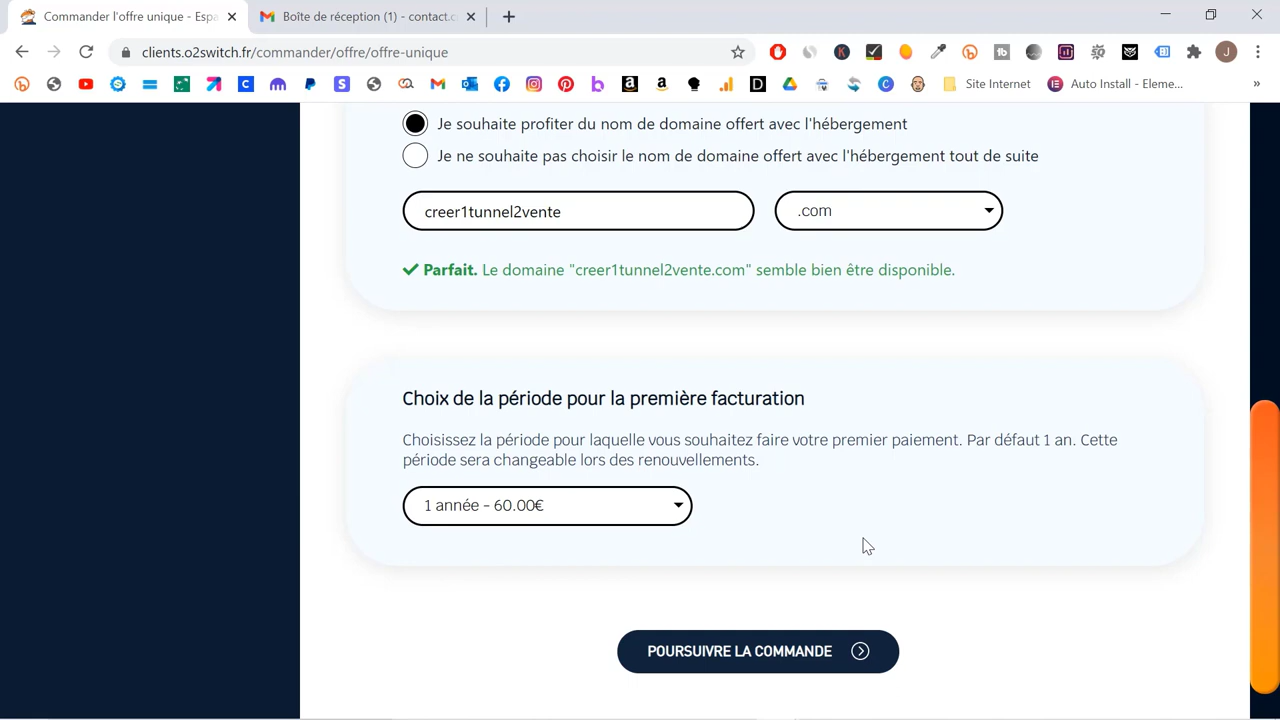 Commander l'offre unique - Espa
Boîte de réception (1) - contact.c
clients.o2switch.fr/commander/offre/offre-unique
J
Site Internet
Auto Install - Eleme...
Je souhaite profiter du nom de domaine offert avec l'hébergement
Je ne souhaite pas choisir le nom de domaine offert avec l'hébergement tout de suite
creer1tunnel2vente
.com
Parfait. Le domaine "creer1tunnel2vente.com" semble bien être disponible.
Choix de la période pour la première facturation
Choisissez la période pour laquelle vous souhaitez faire votre premier paiement. Par défaut 1 an. Cette
période sera changeable lors des renouvellements.
1 année - 60.00€
POURSUIVRE LA COMMANDE